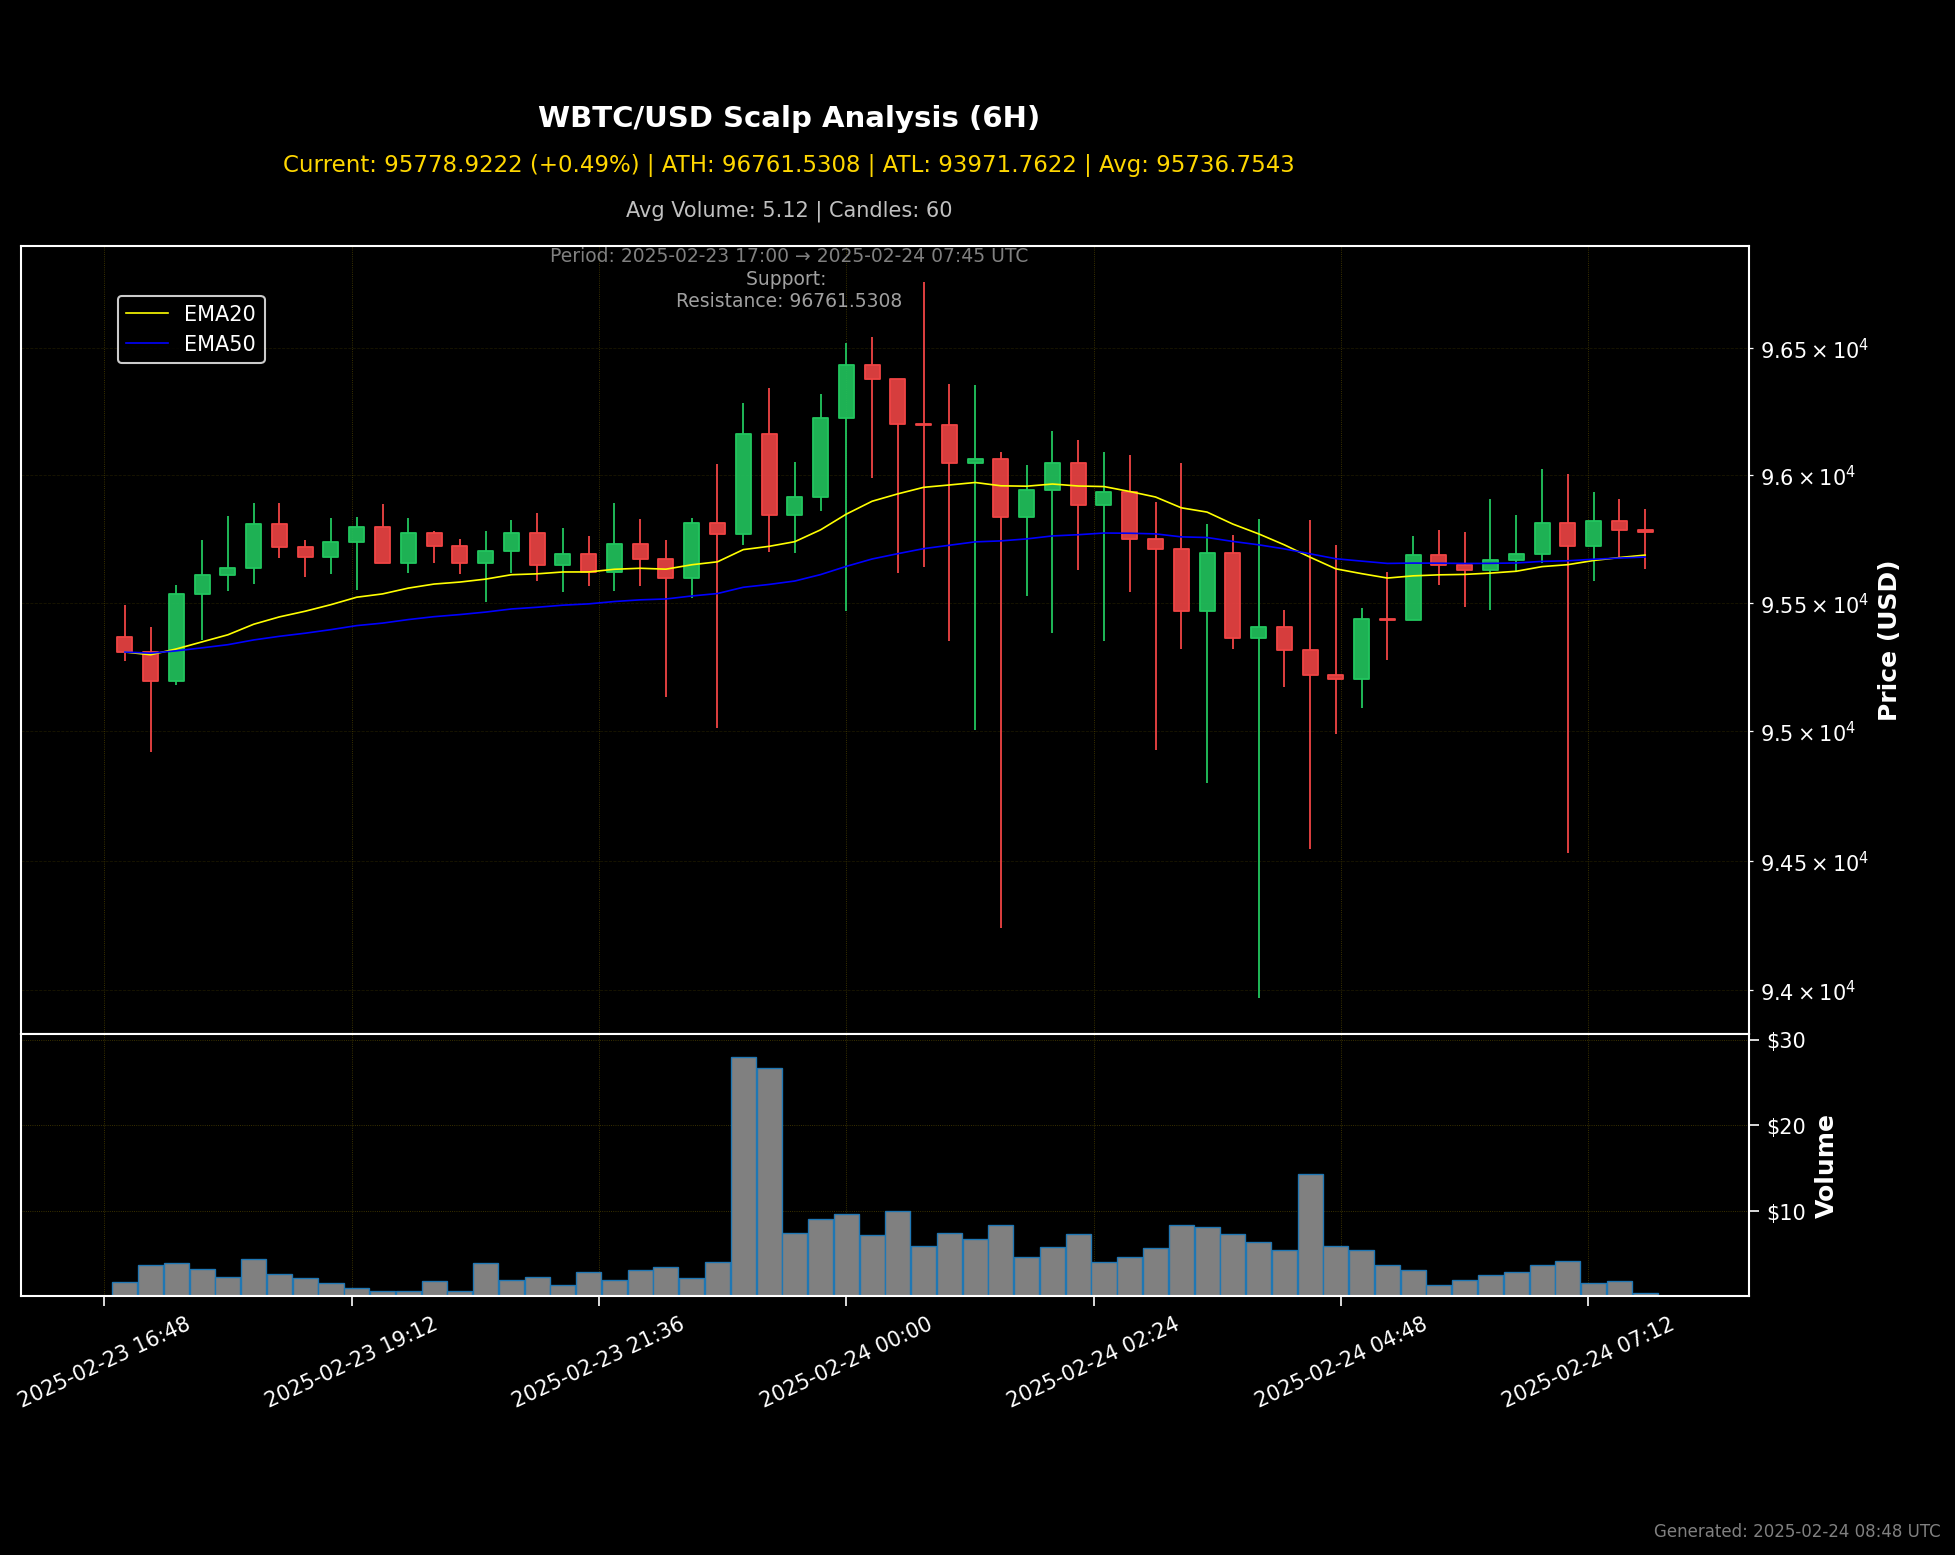 WBTC/USD Scalp Analysis (6H)
Current: 95778.9222 (+0.49%) | ATH: 96761.5308 | ATL: 93971.7622 | Avg: 95736.7543
Avg Volume: 5.12 | Candles: 60
Period: 2025-02-23 17:00 → 2025-02-24 07:45 UTC
Support:
Resistance: 96761.5308
EMA20
EMA50
9.65 × 10⁴
9.6 × 10⁴
9.55 × 10⁴
9.5 × 10⁴
9.45 × 10⁴
9.4 × 10⁴
Price (USD)
$30
$20
$10
Volume
2025-02-23 16:48
2025-02-23 19:12
2025-02-23 21:36
2025-02-24 00:00
2025-02-24 02:24
2025-02-24 04:48
2025-02-24 07:12
Generated: 2025-02-24 08:48 UTC